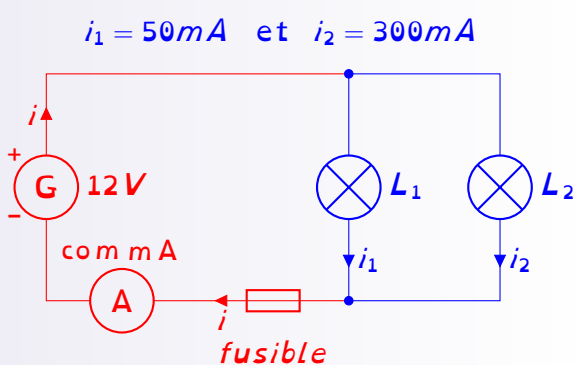 i₁ = 50mA et i₂ = 300mA
i
+
G 12V
-
L₁
L₂
com mA
A
i₁
i₂
i
fusible